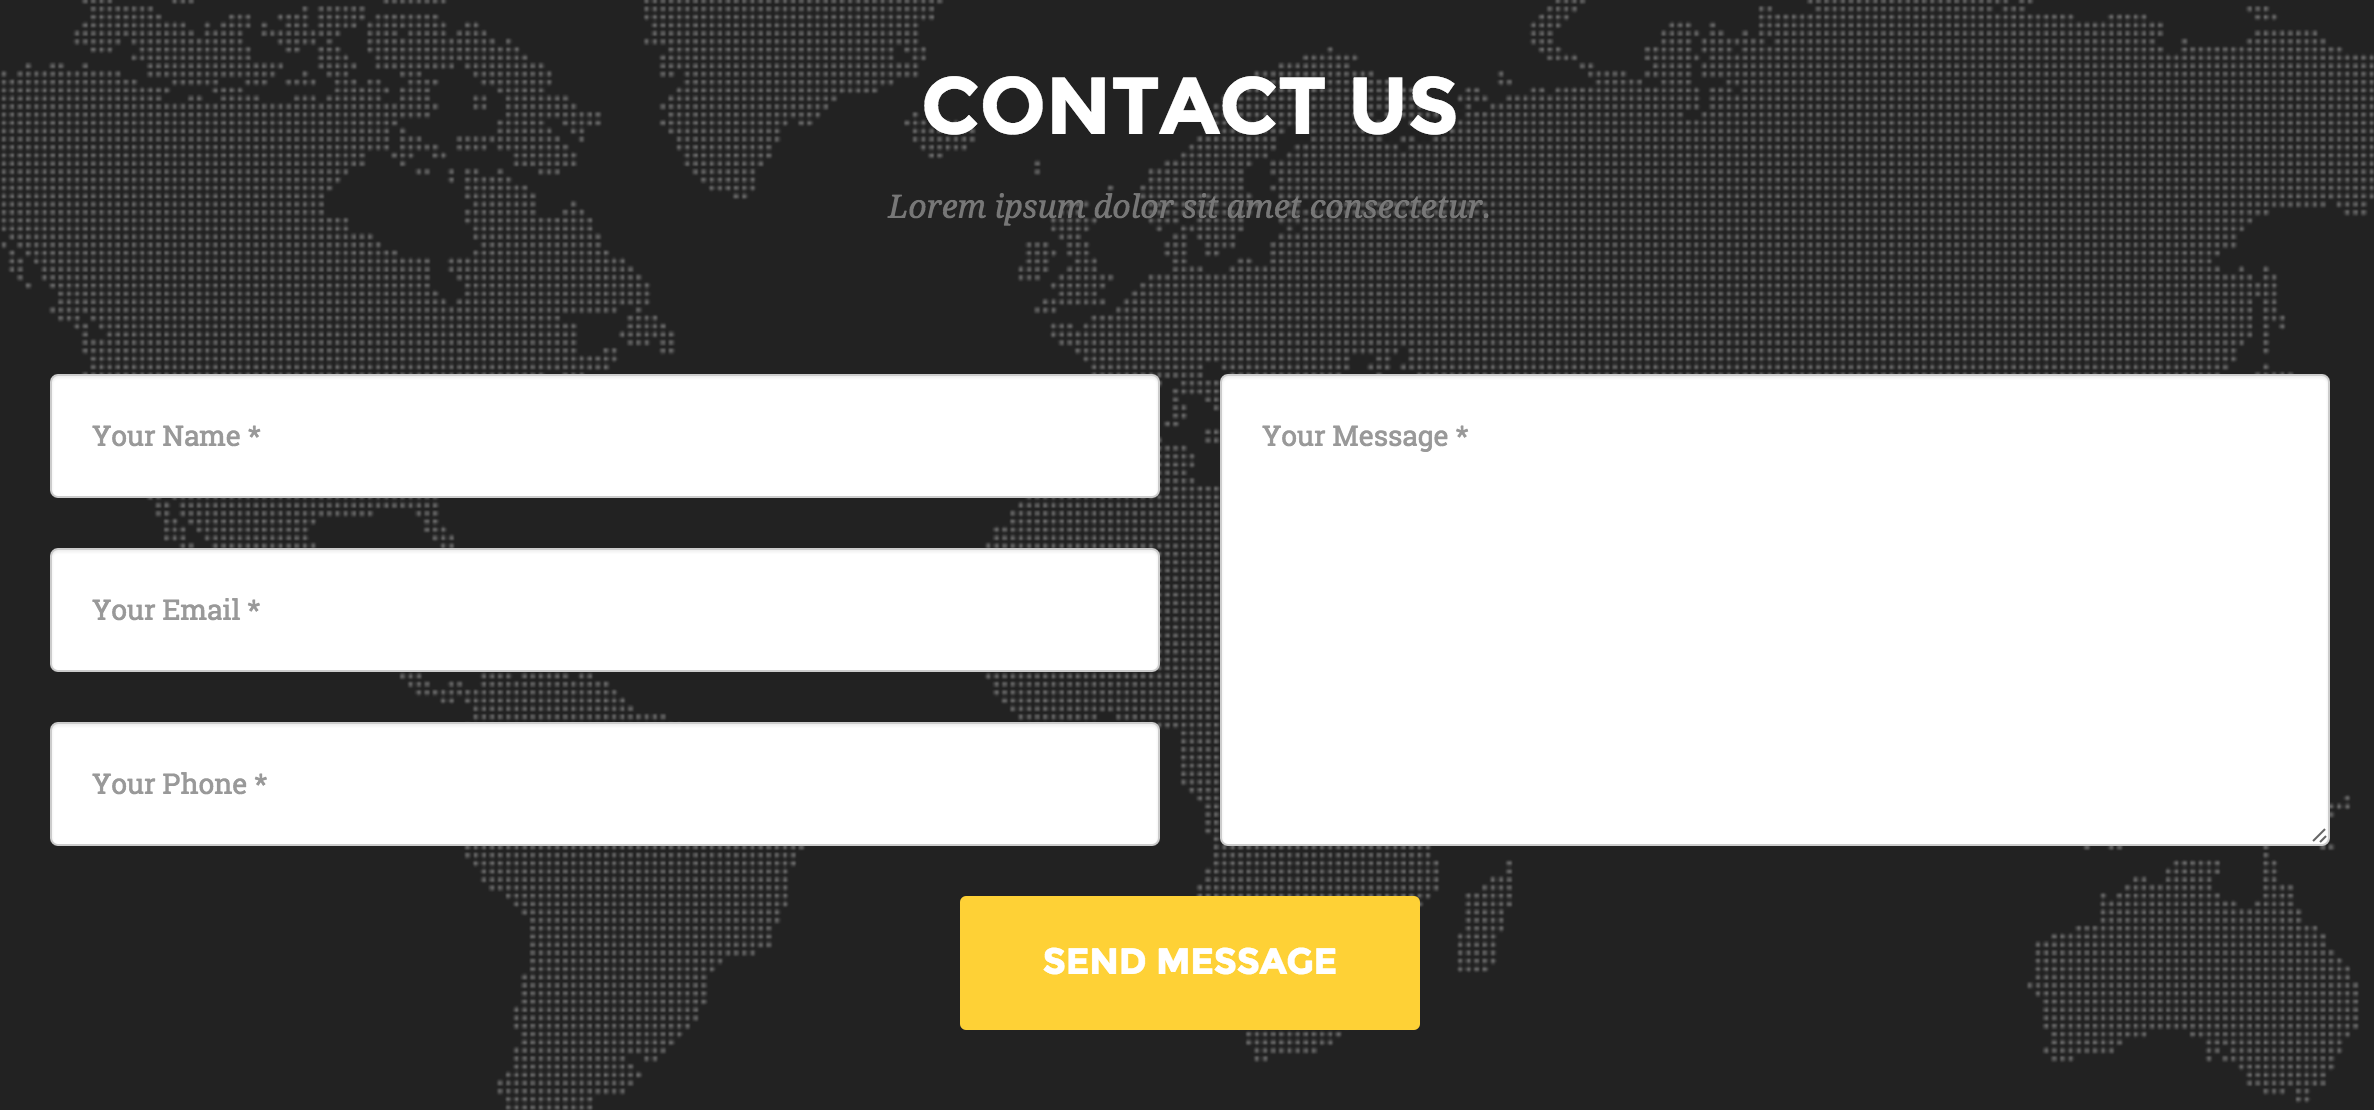 CONTACT US
Lorem ipsum dolor sit amet consectetur.
Your Name *
Your Email *
Your Phone *
Your Message *
SEND MESSAGE